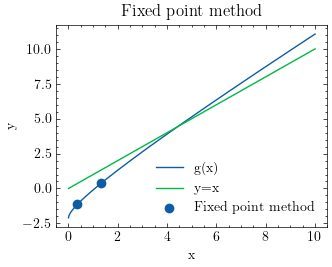 Fixed point method
10.0
7.5
5.0
2.5
0.0
−2.5
y
g(x)
y=x
Fixed point method
0 2 4 6 8 10
x